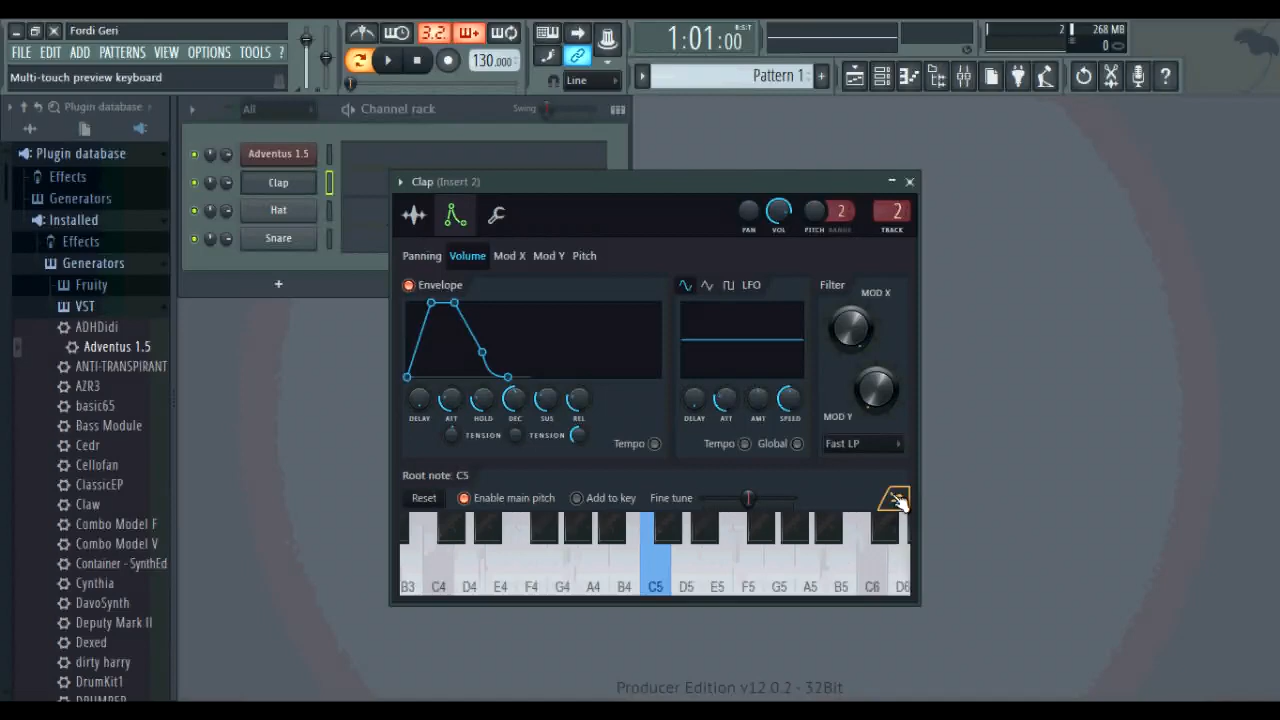 Fordi Geri
FILE EDIT ADD PATTERNS VIEW OPTIONS TOOLS ?
Multi-touch preview keyboard
3.2
130.000
Line
1:01:00
B:S:T
Pattern 1
2
268 MB
0
Plugin database
Plugin database
Effects
Generators
Installed
Effects
Generators
Fruity
VST
ADHDidi
Adventus 1.5
ANTI-TRANSPIRANT
AZR3
basic65
Bass Module
Cedr
Cellofan
ClassicEP
Claw
Combo Model F
Combo Model V
Container - SynthEd
Cynthia
DavoSynth
Deputy Mark II
Dexed
dirty harry
DrumKit1
All
Channel rack
Swing
Adventus 1.5
Clap
Hat
Snare
+
Clap (Insert 2)
PAN VOL PITCH RANGE TRACK
2
2
Panning Volume Mod X Mod Y Pitch
Envelope
LFO
Filter
MOD X
MOD Y
DELAY ATT HOLD DEC SUS REL
TENSION TENSION
Tempo
DELAY ATT AMT SPEED
Tempo Global
Fast LP
Root note: C5
Reset Enable main pitch Add to key Fine tune
B3 C4 D4 E4 F4 G4 A4 B4 C5 D5 E5 F5 G5 A5 B5 C6 D6
Producer Edition v12.0.2 - 32Bit